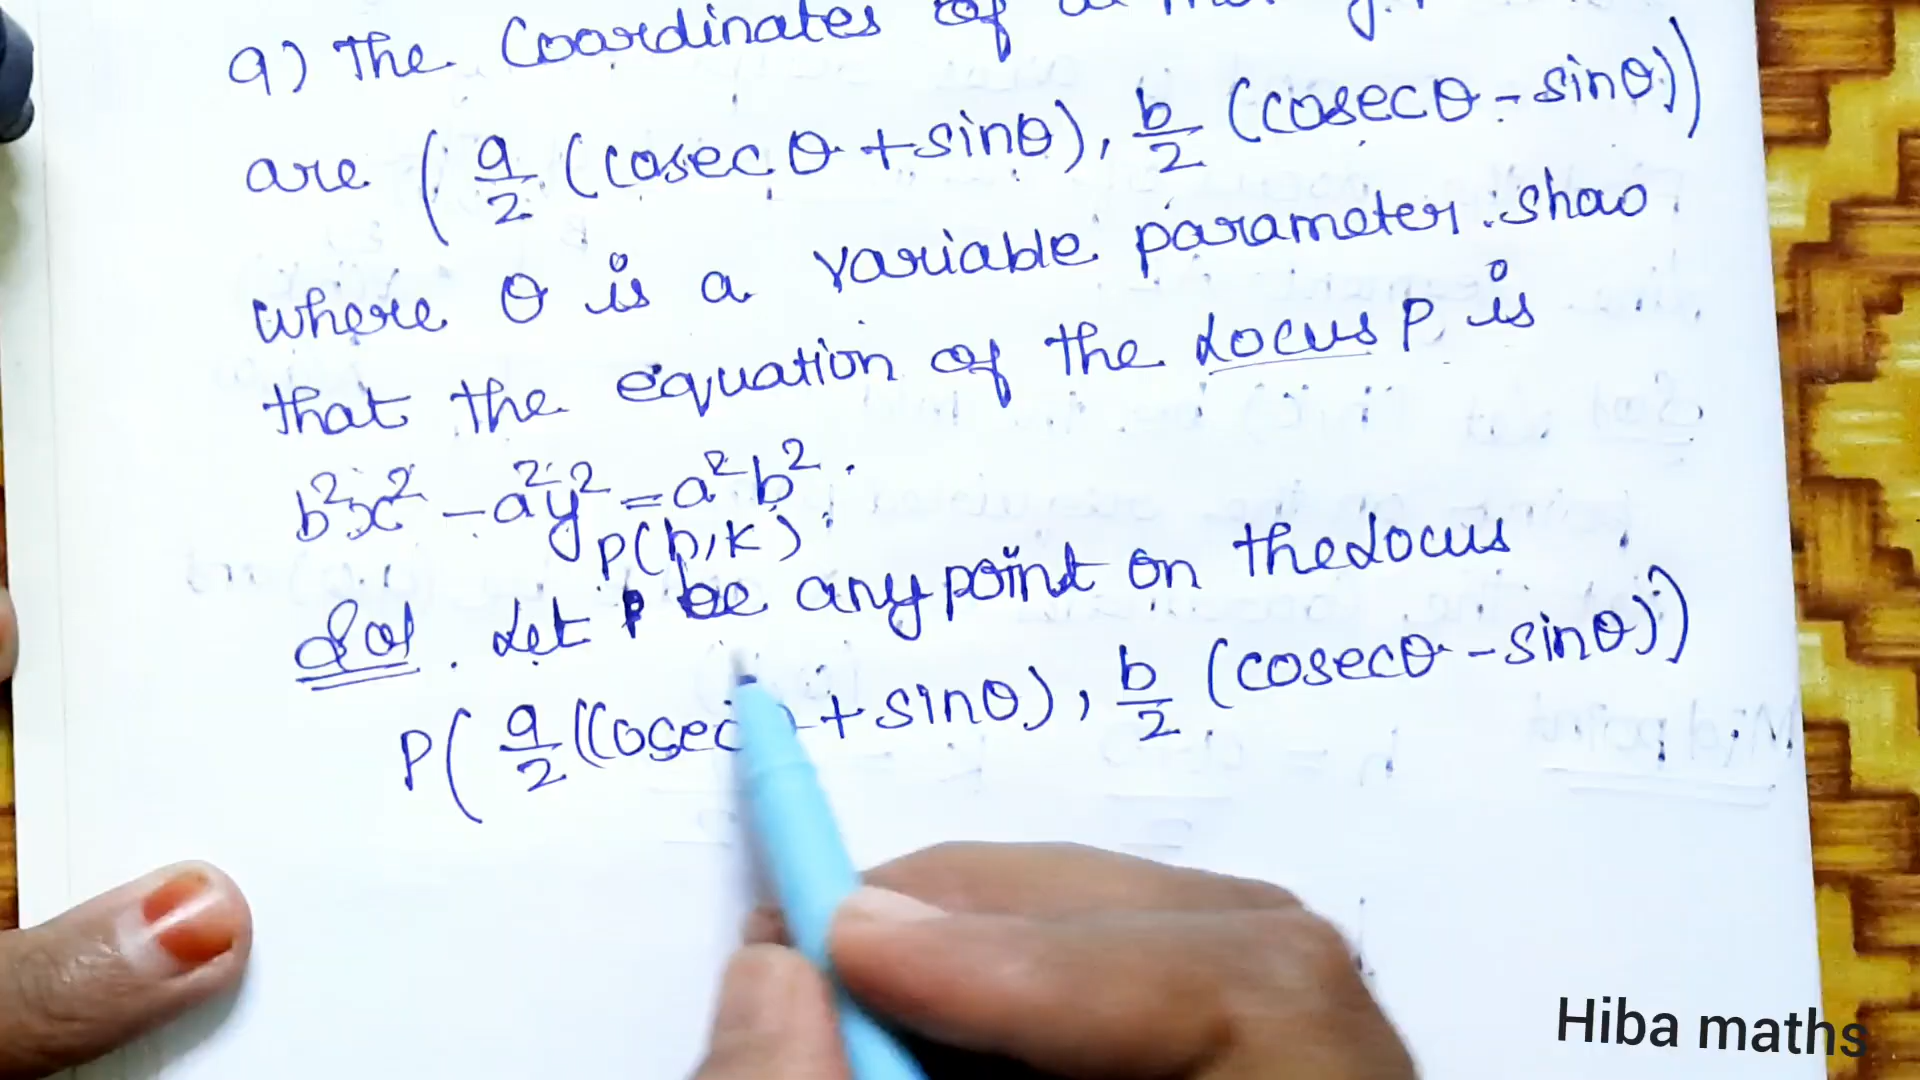 9) The Coordinates of a
are ( a/2 (cosec θ + sinθ), b/2 (cosecθ - sinθ))
where θ is a variable parameter. show
that the equation of the Locus P is
b²x² - a²y² = a²b².
P(h,k)
Sol. Let P be any point on the Locus
P( a/2 (cosec + sinθ), b/2 (cosecθ - sinθ))
Hiba maths